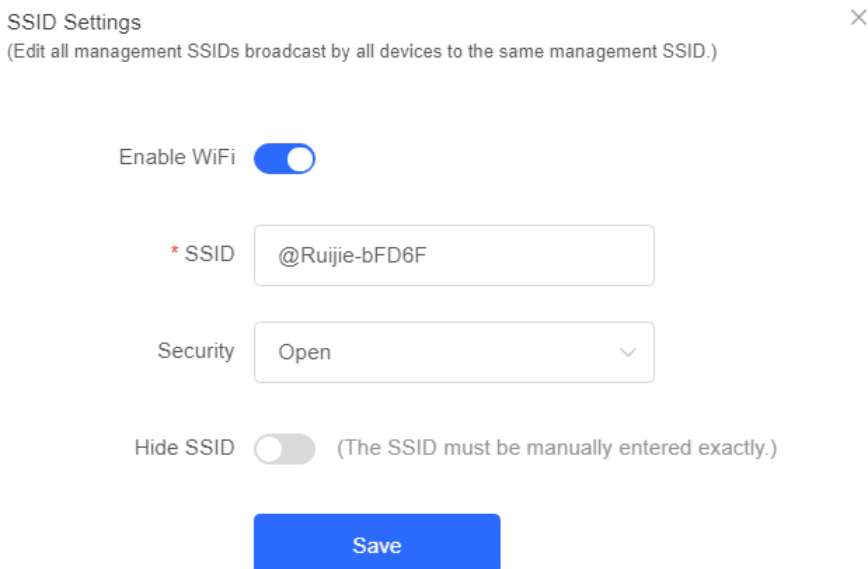 SSID Settings
(Edit all management SSIDs broadcast by all devices to the same management SSID.)
Enable WiFi
* SSID @Ruijie-bFD6F
Security Open
Hide SSID (The SSID must be manually entered exactly.)
Save